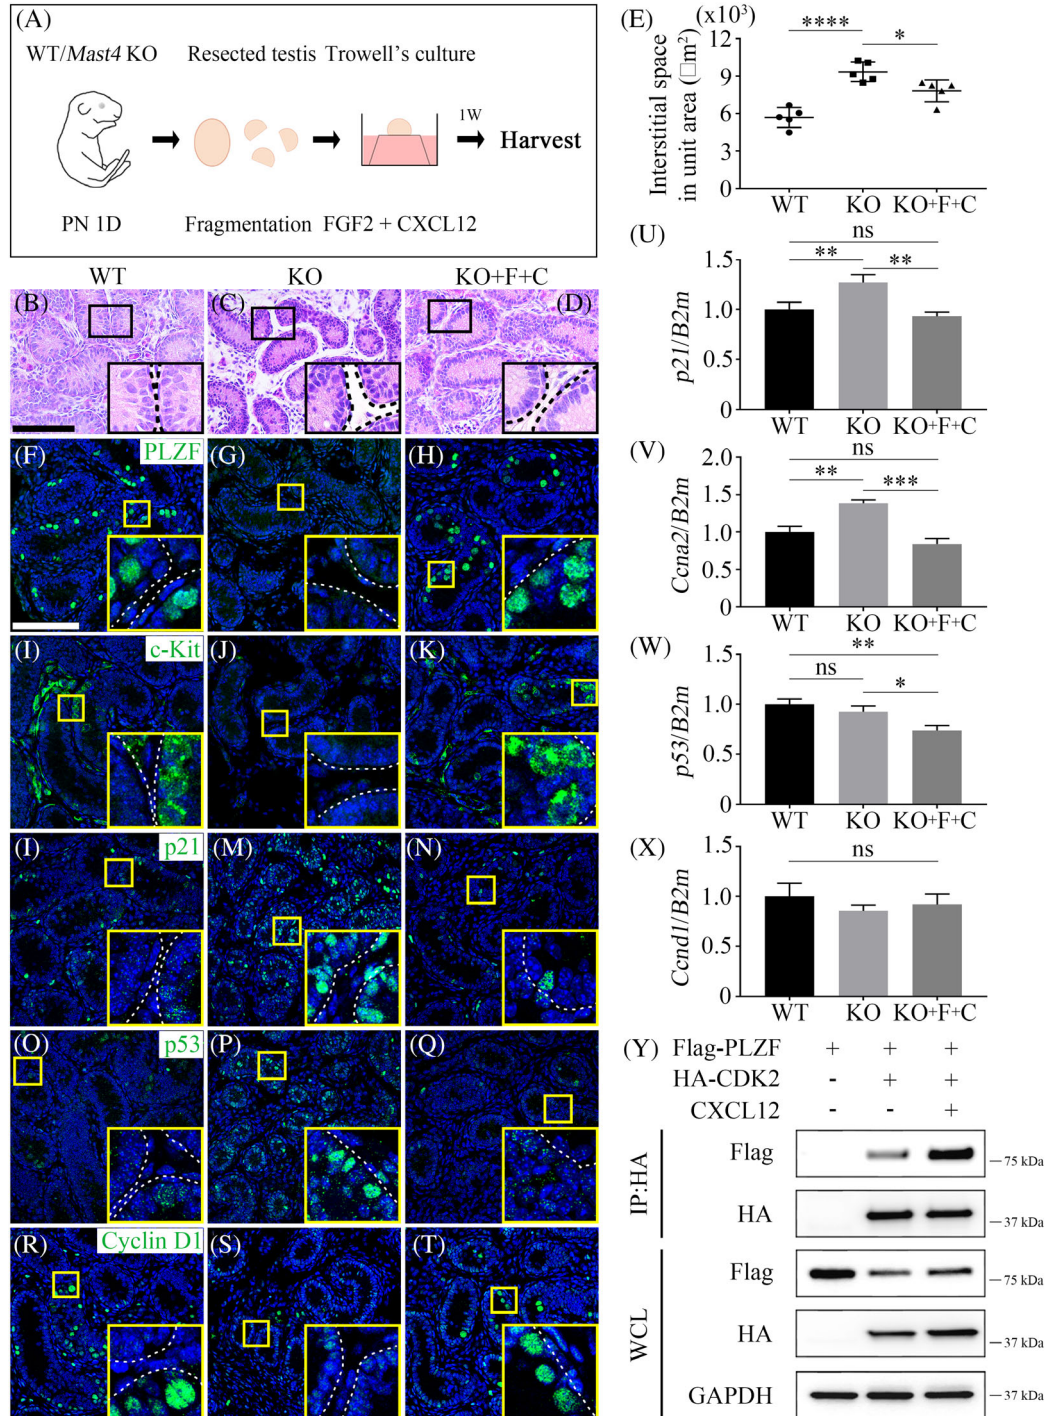 (A)
WT/Mast4 KO
Resected testis
Trowell's culture
1W
Harvest
PN 1D
Fragmentation
FGF2 + CXCL12
WT
KO
KO+F+C
(B)
(C)
(D)
(F)
PLZF
(G)
(H)
(I)
c-Kit
(J)
(K)
(I)
p21
(M)
(N)
(O)
p53
(P)
(Q)
(R)
Cyclin D1
(S)
(T)
(E)
(x10³)
****
*
Interstitial space
in unit area (□m²)
12
9
6
3
0
WT
KO
KO+F+C
(U)
ns
**
**
p21/B2m
1.5
1.0
0.5
0
WT
KO
KO+F+C
(V)
ns
**
***
Ccna2/B2m
2.0
1.5
1.0
0.5
0
WT
KO
KO+F+C
(W)
**
ns
*
p53/B2m
1.5
1.0
0.5
0
WT
KO
KO+F+C
(X)
ns
Ccnd1/B2m
1.5
1.0
0.5
0
WT
KO
KO+F+C
(Y)
Flag-PLZF + + +
HA-CDK2 - + +
CXCL12 - - +
IP:HA
Flag
75 kDa
HA
37 kDa
WCL
Flag
75 kDa
HA
37 kDa
GAPDH
37 kDa